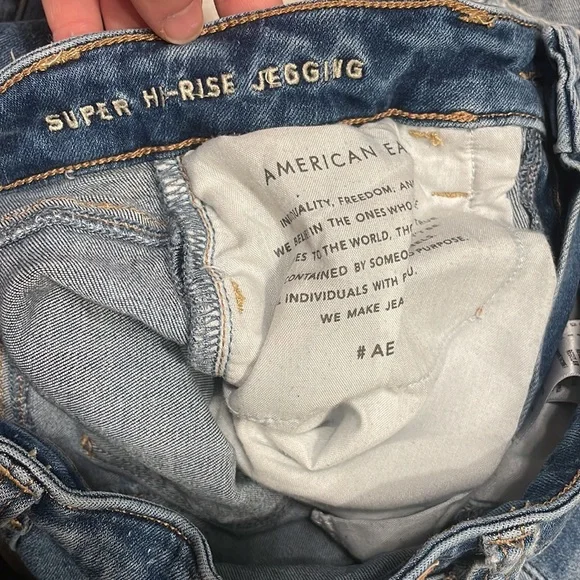 SUPER HI-RISE JEGGING
AMERICAN EA
INDIVIDUALITY, FREEDOM, AN
WE BELIEVE IN THE ONES WHO
ES TO THE WORLD, TH
CONTAINED BY SOMEO PURPOSE.
INDIVIDUALS WITH PU
WE MAKE JEA
#AE